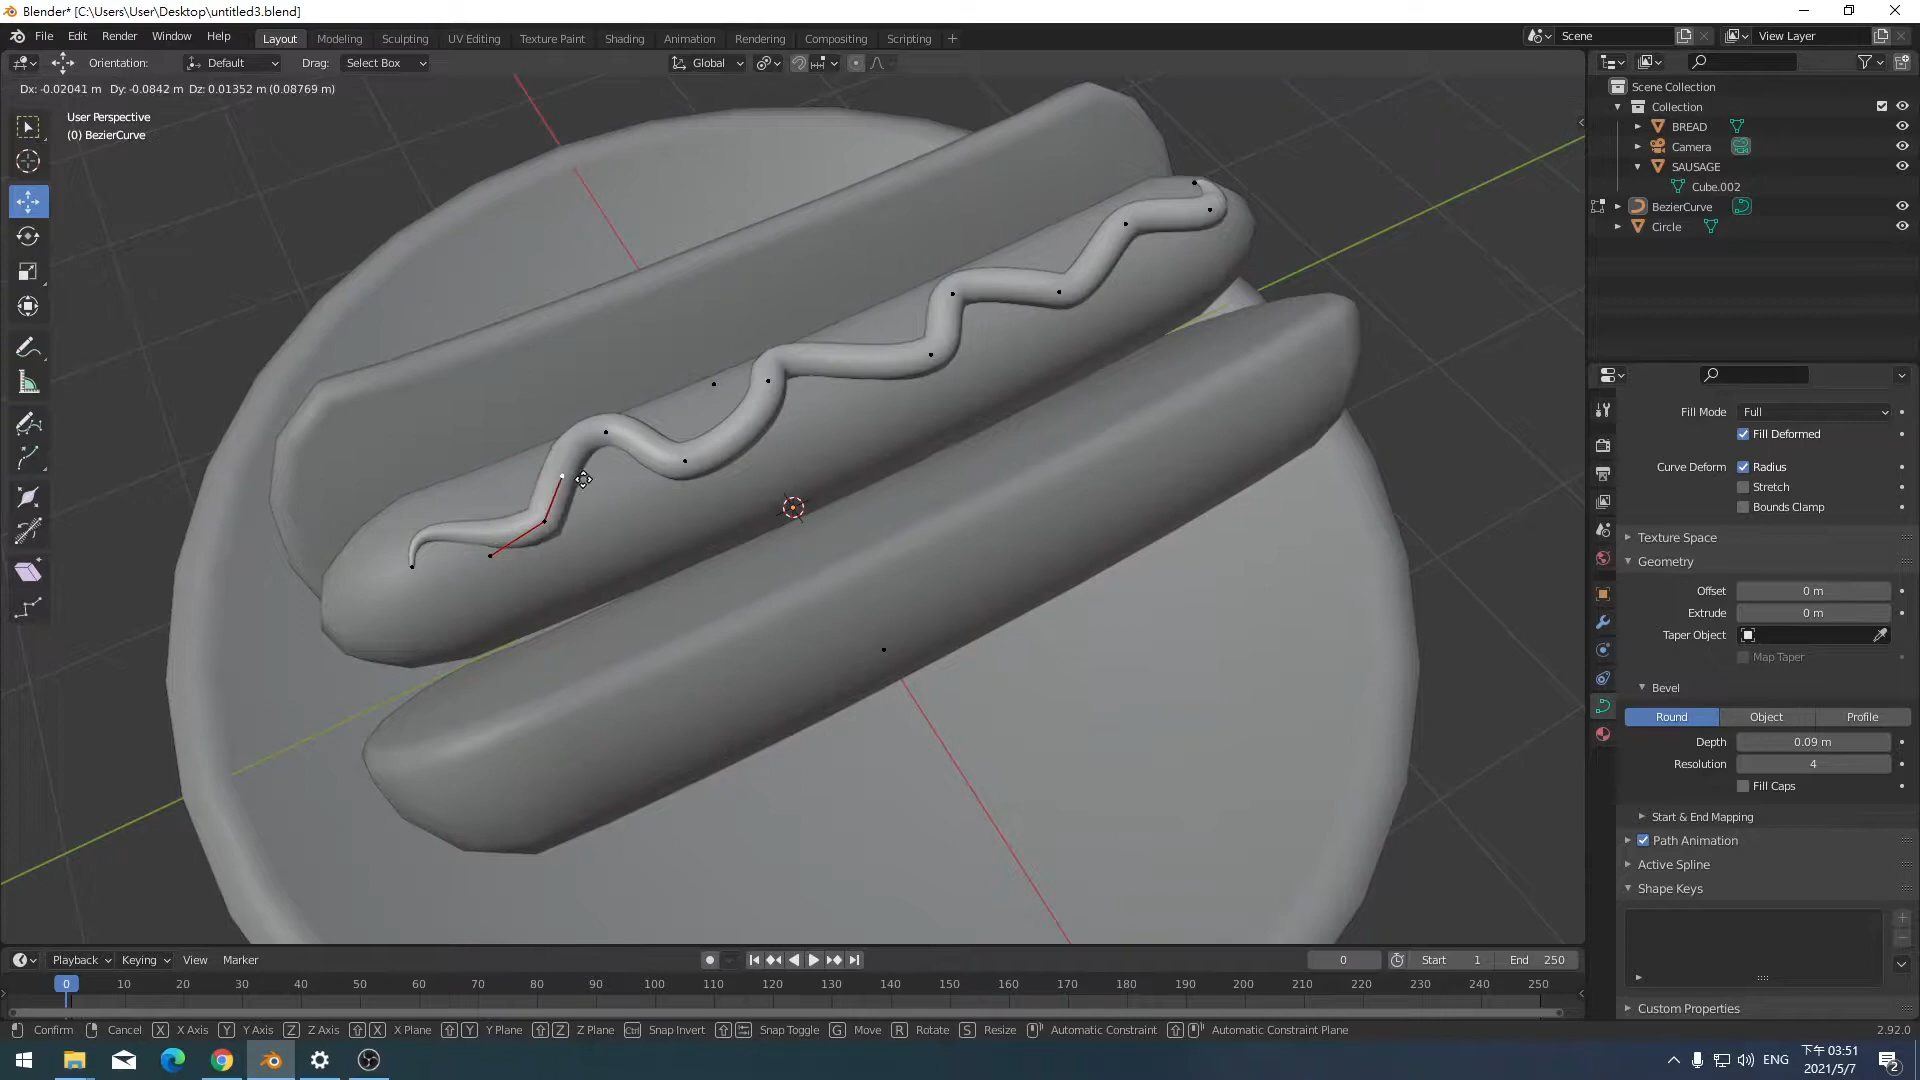 Blender* [C:\Users\User\Desktop\untitled3.blend]
File Edit Render Window Help Layout Modeling Sculpting UV Editing Texture Paint Shading Animation Rendering Compositing Scripting Scene View Layer
Orientation: Default Drag: Select Box Global
Dx: -0.02041 m Dy: -0.0842 m Dz: 0.01352 m (0.08769 m)
User Perspective
(0) BezierCurve
Scene Collection
Collection
BREAD
Camera
SAUSAGE
Cube.002
BezierCurve
Circle
Fill Mode Full
Fill Deformed
Curve Deform Radius
Stretch
Bounds Clamp
Texture Space
Geometry
Offset 0 m
Extrude 0 m
Taper Object
Map Taper
Bevel
Round Object Profile
Depth 0.09 m
Resolution 4
Fill Caps
Start & End Mapping
Path Animation
Active Spline
Shape Keys
Custom Properties
Playback Keying View Marker 0 Start 1 End 250
0 10 20 30 40 50 60 70 80 90 100 110 120 130 140 150 160 170 180 190 200 210 220 230 240 250
Confirm Cancel X X Axis Y Y Axis Z Z Axis X X Plane Y Y Plane Z Z Plane Ctrl Snap Invert Snap Toggle G Move R Rotate S Resize Automatic Constraint Automatic Constraint Plane 2.92.0
ENG
下午 03:51
2021/5/7
2